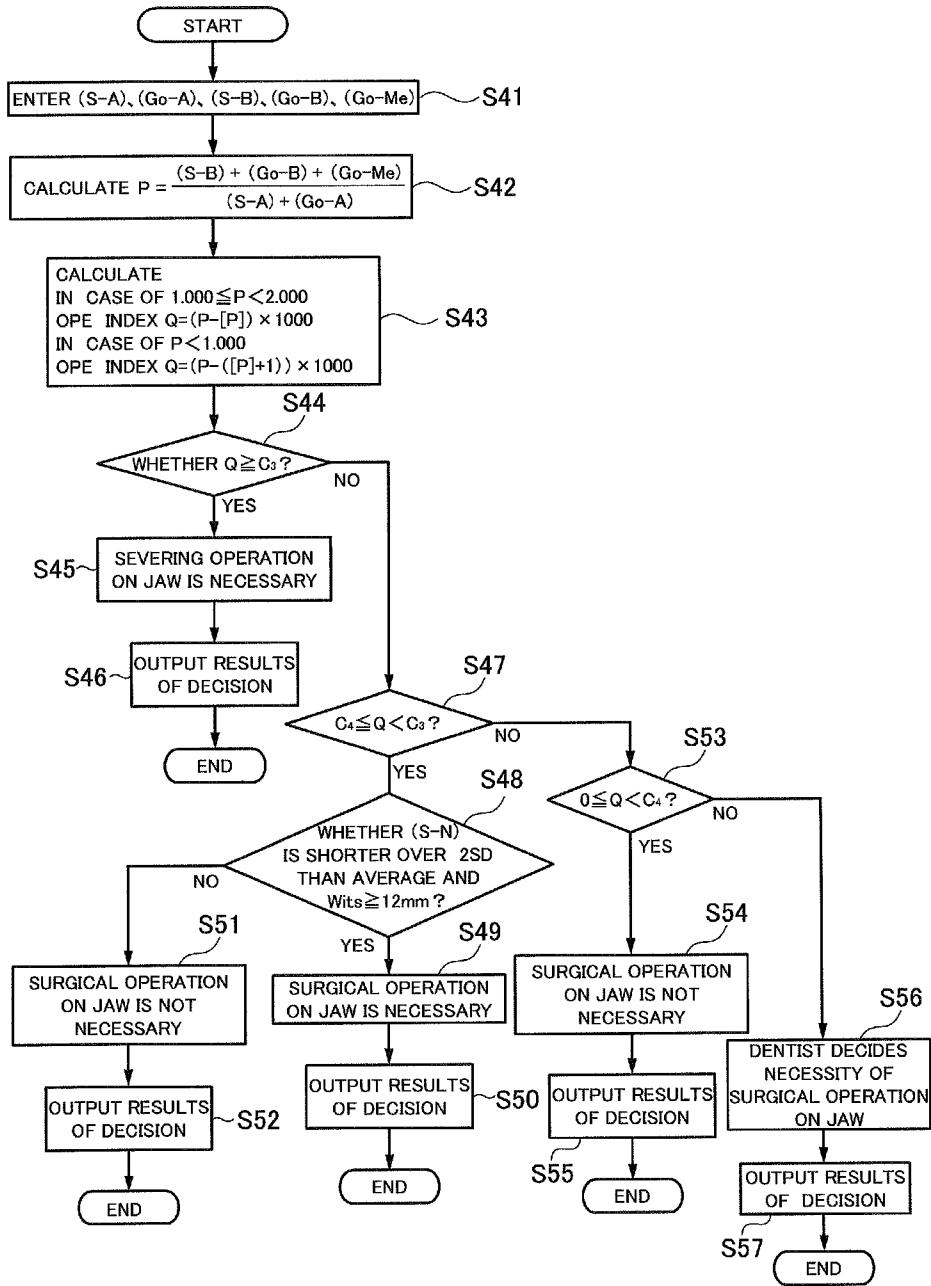 START
ENTER (S-A)、(Go-A)、(S-B)、(Go-B)、(Go-Me)
S41
CALCULATE P = (S-B) + (Go-B) + (Go-Me)
(S-A) + (Go-A)
S42
CALCULATE
IN CASE OF 1.000≦P<2.000
OPE INDEX Q=(P-[P])×1000
IN CASE OF P<1.000
OPE INDEX Q=(P-([P]+1))×1000
S43
S44
WHETHER Q≧C₃?
NO
YES
S45
SEVERING OPERATION
ON JAW IS NECESSARY
S46
OUTPUT RESULTS
OF DECISION
END
S47
C₄≦Q<C₃?
NO
YES
S48
WHETHER (S-N)
IS SHORTER OVER 2SD
THAN AVERAGE AND
Wits≧12mm?
NO
YES
S53
0≦Q<C₄?
NO
YES
S51
SURGICAL OPERATION
ON JAW IS NOT
NECESSARY
OUTPUT RESULTS
OF DECISION
S52
END
S49
SURGICAL OPERATION
ON JAW IS NECESSARY
OUTPUT RESULTS
OF DECISION
S50
END
S54
SURGICAL OPERATION
ON JAW IS NOT
NECESSARY
OUTPUT RESULTS
OF DECISION
S55
END
S56
DENTIST DECIDES
NECESSITY OF
SURGICAL OPERATION
ON JAW
OUTPUT RESULTS
OF DECISION
S57
END